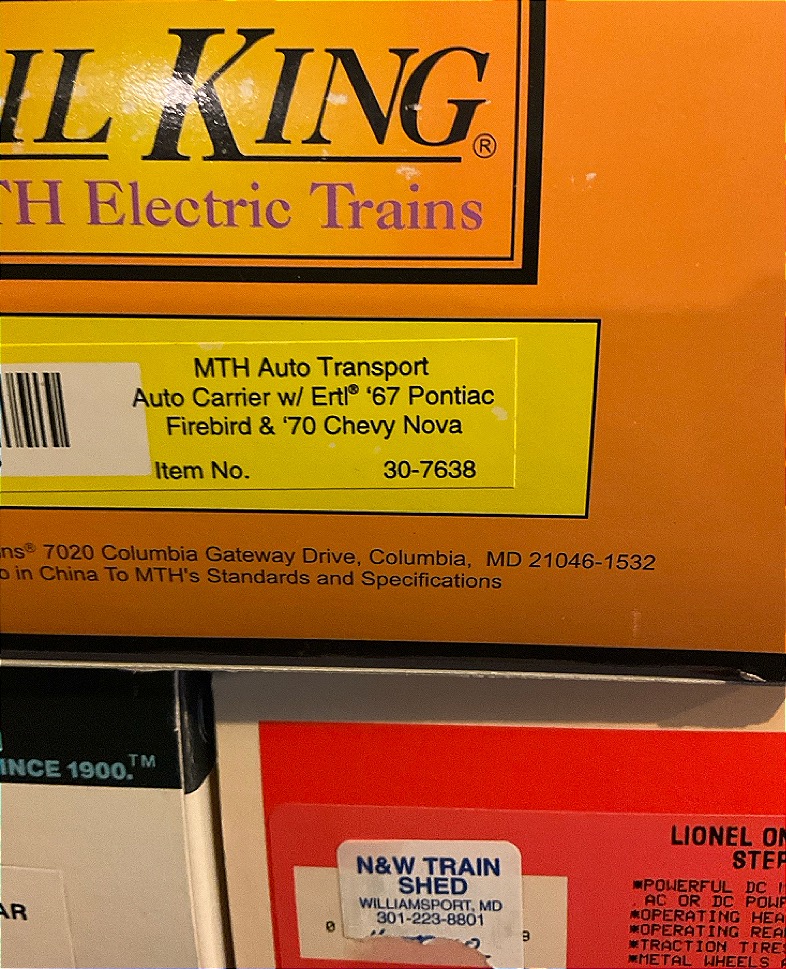 IL KING®
TH Electric Trains
MTH Auto Transport
Auto Carrier w/ Ertl® ‘67 Pontiac
Firebird & ‘70 Chevy Nova
Item No. 30-7638
ns® 7020 Columbia Gateway Drive, Columbia, MD 21046-1532
in China To MTH's Standards and Specifications
INCE 1900.™
AR
N&W TRAIN
SHED
WILLIAMSPORT, MD
301-223-8801
0
LIONEL
STEP
*POWERFUL DC
AC OR DC POW
*OPERATING HEA
*OPERATING REA
*TRACTION TIRES
*METAL WHEELS